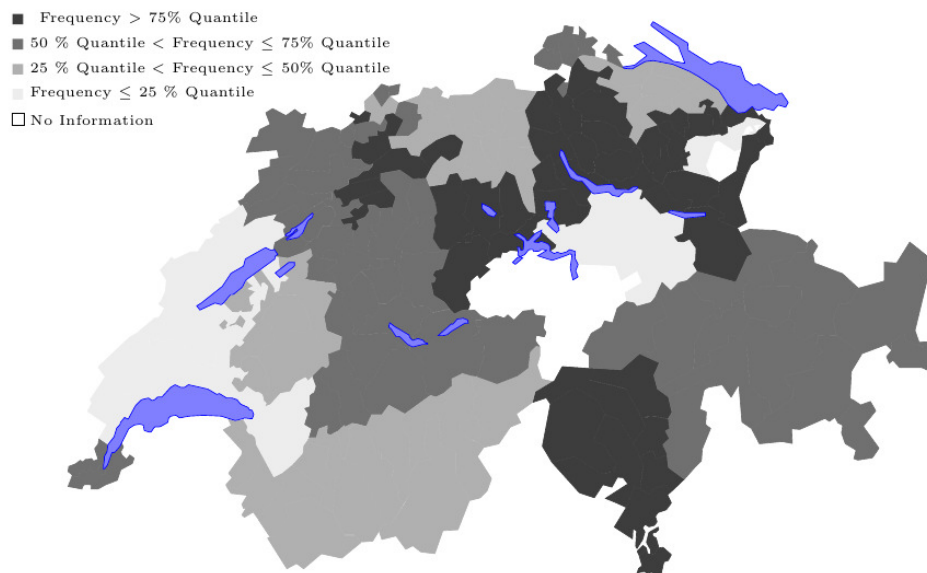 Frequency > 75% Quantile
50 % Quantile < Frequency ≤ 75% Quantile
25 % Quantile < Frequency ≤ 50% Quantile
Frequency ≤ 25 % Quantile
No Information